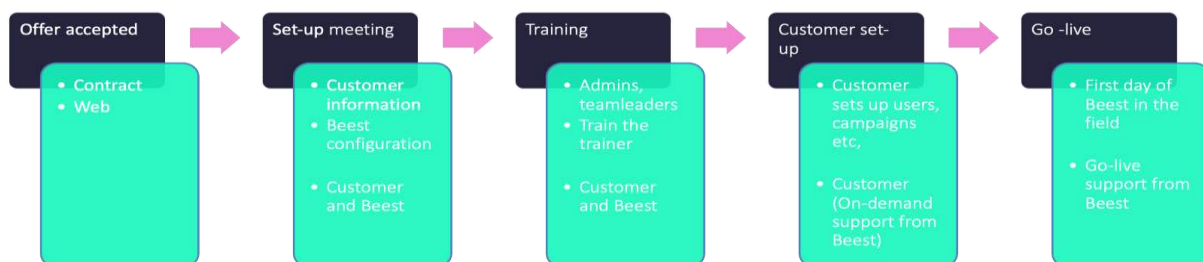 Offer accepted
• Contract
• Web
Set-up meeting
• Customer
information
• Beest
configuration
• Customer
and Beest
Training
• Admins,
teamleaders
• Train the
trainer
• Customer
and Beest
Customer set-
up
• Customer
sets up users,
campaigns
etc,
• Customer
(On-demand
support from
Beest)
Go -live
• First day of
Beest in the
field
• Go-live
support from
Beest